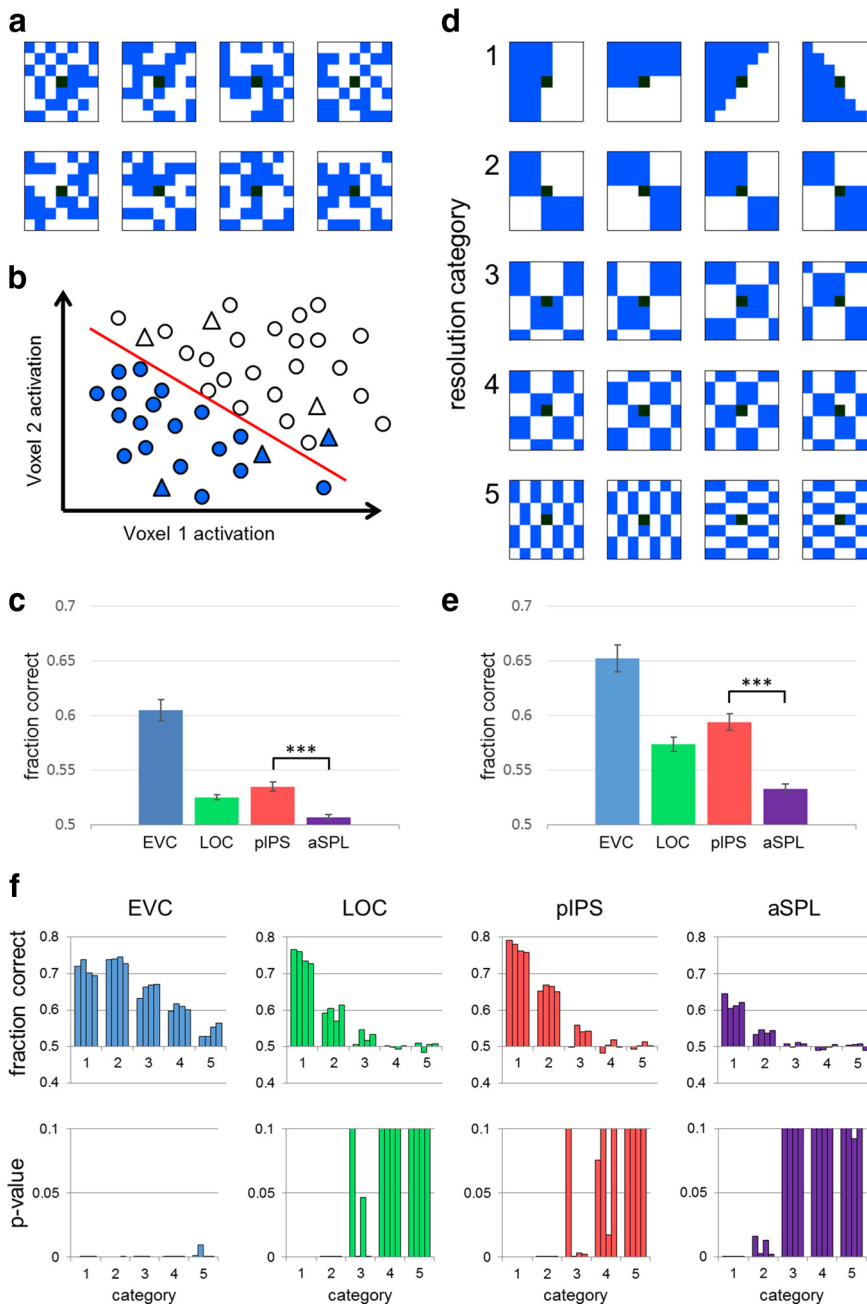 a
b
Voxel 2 activation
Voxel 1 activation
c
0.7
0.65
0.6
0.55
0.5
fraction correct
***
EVC LOC pIPS aSPL
d
resolution category
1
2
3
4
5
e
0.7
0.65
0.6
0.55
0.5
fraction correct
***
EVC LOC pIPS aSPL
f
EVC LOC pIPS aSPL
fraction correct
0.8 0.8 0.8 0.8
0.7 0.7 0.7 0.7
0.6 0.6 0.6 0.6
0.5 0.5 0.5 0.5
0.4 0.4 0.4 0.4
1 2 3 4 5 1 2 3 4 5 1 2 3 4 5 1 2 3 4 5
p-value
0.1 0.1 0.1 0.1
0.05 0.05 0.05 0.05
0 0 0 0
1 2 3 4 5 1 2 3 4 5 1 2 3 4 5 1 2 3 4 5
category category category category